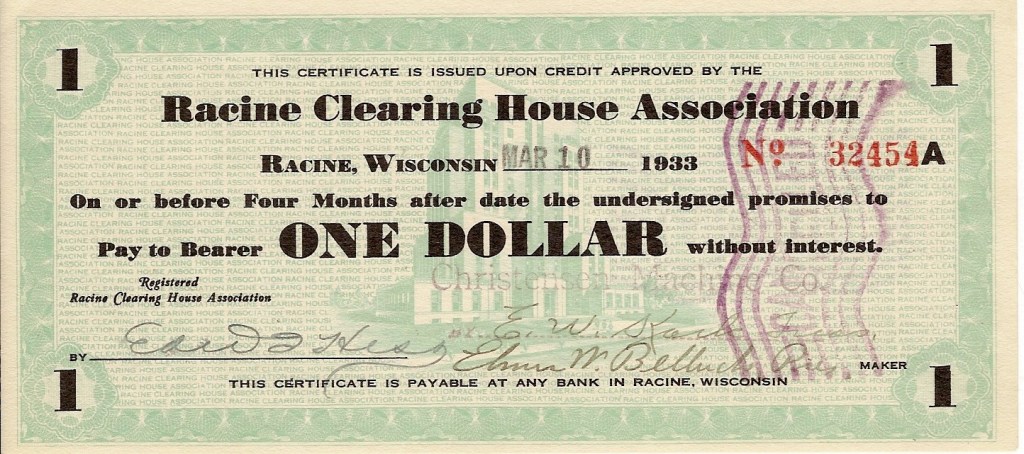 1 1
THIS CERTIFICATE IS ISSUED UPON CREDIT APPROVED BY THE
Racine Clearing House Association
RACINE, WISCONSIN MAR 10 1933 No. 32454A
On or before Four Months after date the undersigned promises to
Pay to Bearer ONE DOLLAR without interest.
Christensen Machine Co.
Registered
Racine Clearing House Association
E. W.
BY Elmer W. MAKER
THIS CERTIFICATE IS PAYABLE AT ANY BANK IN RACINE, WISCONSIN
1 1